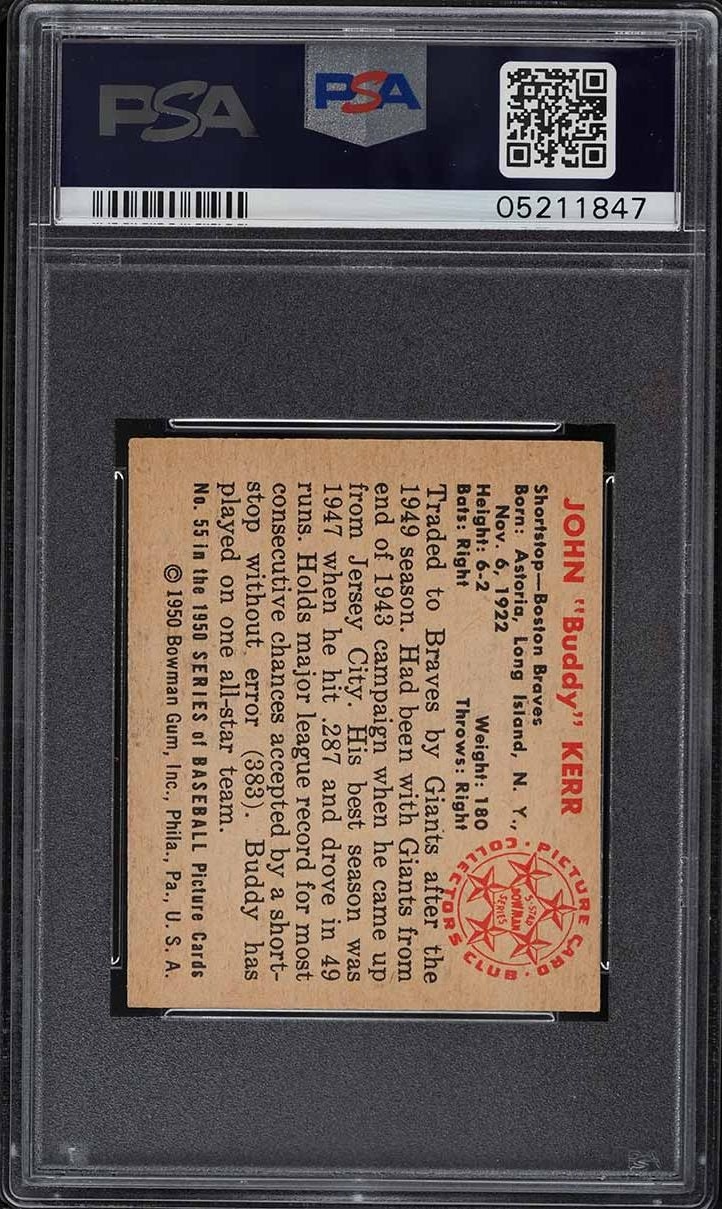 PSA
PSA
05211847
JOHN "Buddy" KERR
Shortstop—Boston Braves
Born: Astoria, Long Island, N. Y.,
Nov. 6, 1922
Height: 6-2 Weight: 180
Bats: Right Throws: Right
PICTURE CARD COLLECTORS CLUB
5-STAR
BOWMAN
SERIES
Traded to Braves by Giants after the
1949 season. Had been with Giants from
end of 1943 campaign when he came up
from Jersey City. His best season was
1947 when he hit .287 and drove in 49
runs. Holds major league record for most
consecutive chances accepted by a short-
stop without error (383). Buddy has
played on one all-star team.
No. 55 in the 1950 SERIES of BASEBALL Picture Cards
© 1950 Bowman Gum, Inc., Phila., Pa., U. S. A.